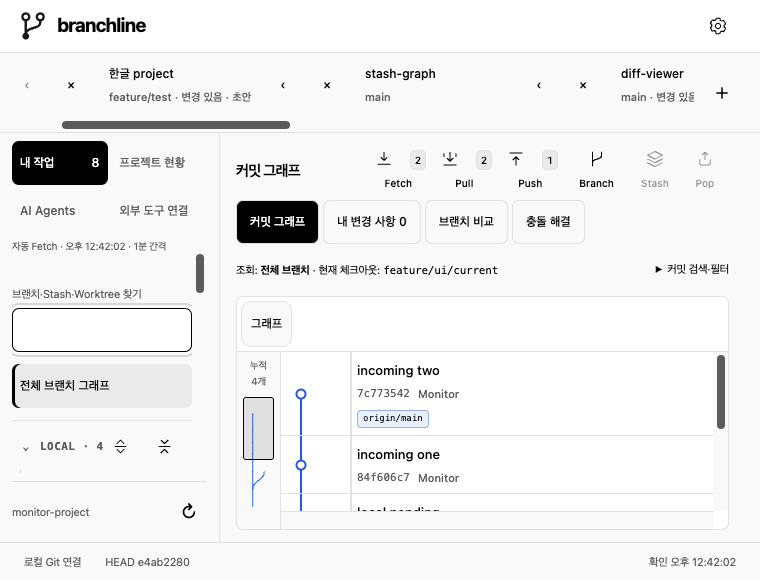 branchline
한글 project
feature/test · 변경 있음 · 초안
stash-graph
main
diff-viewer
main · 변경 있음
내 작업 8
프로젝트 현황
AI Agents
외부 도구 연결
자동 Fetch · 오후 12:42:02 · 1분 간격
브랜치·Stash·Worktree 찾기
전체 브랜치 그래프
LOCAL · 4
monitor-project
커밋 그래프
2
Fetch
2
Pull
1
Push
Branch
Stash
Pop
커밋 그래프
내 변경 사항 0
브랜치 비교
충돌 해결
조회: 전체 브랜치 · 현재 체크아웃: feature/ui/current
▶ 커밋 검색·필터
그래프
누적
4개
incoming two
7c773542 Monitor
origin/main
incoming one
84f606c7 Monitor
local pending
로컬 Git 연결
HEAD e4ab2280
확인 오후 12:42:02